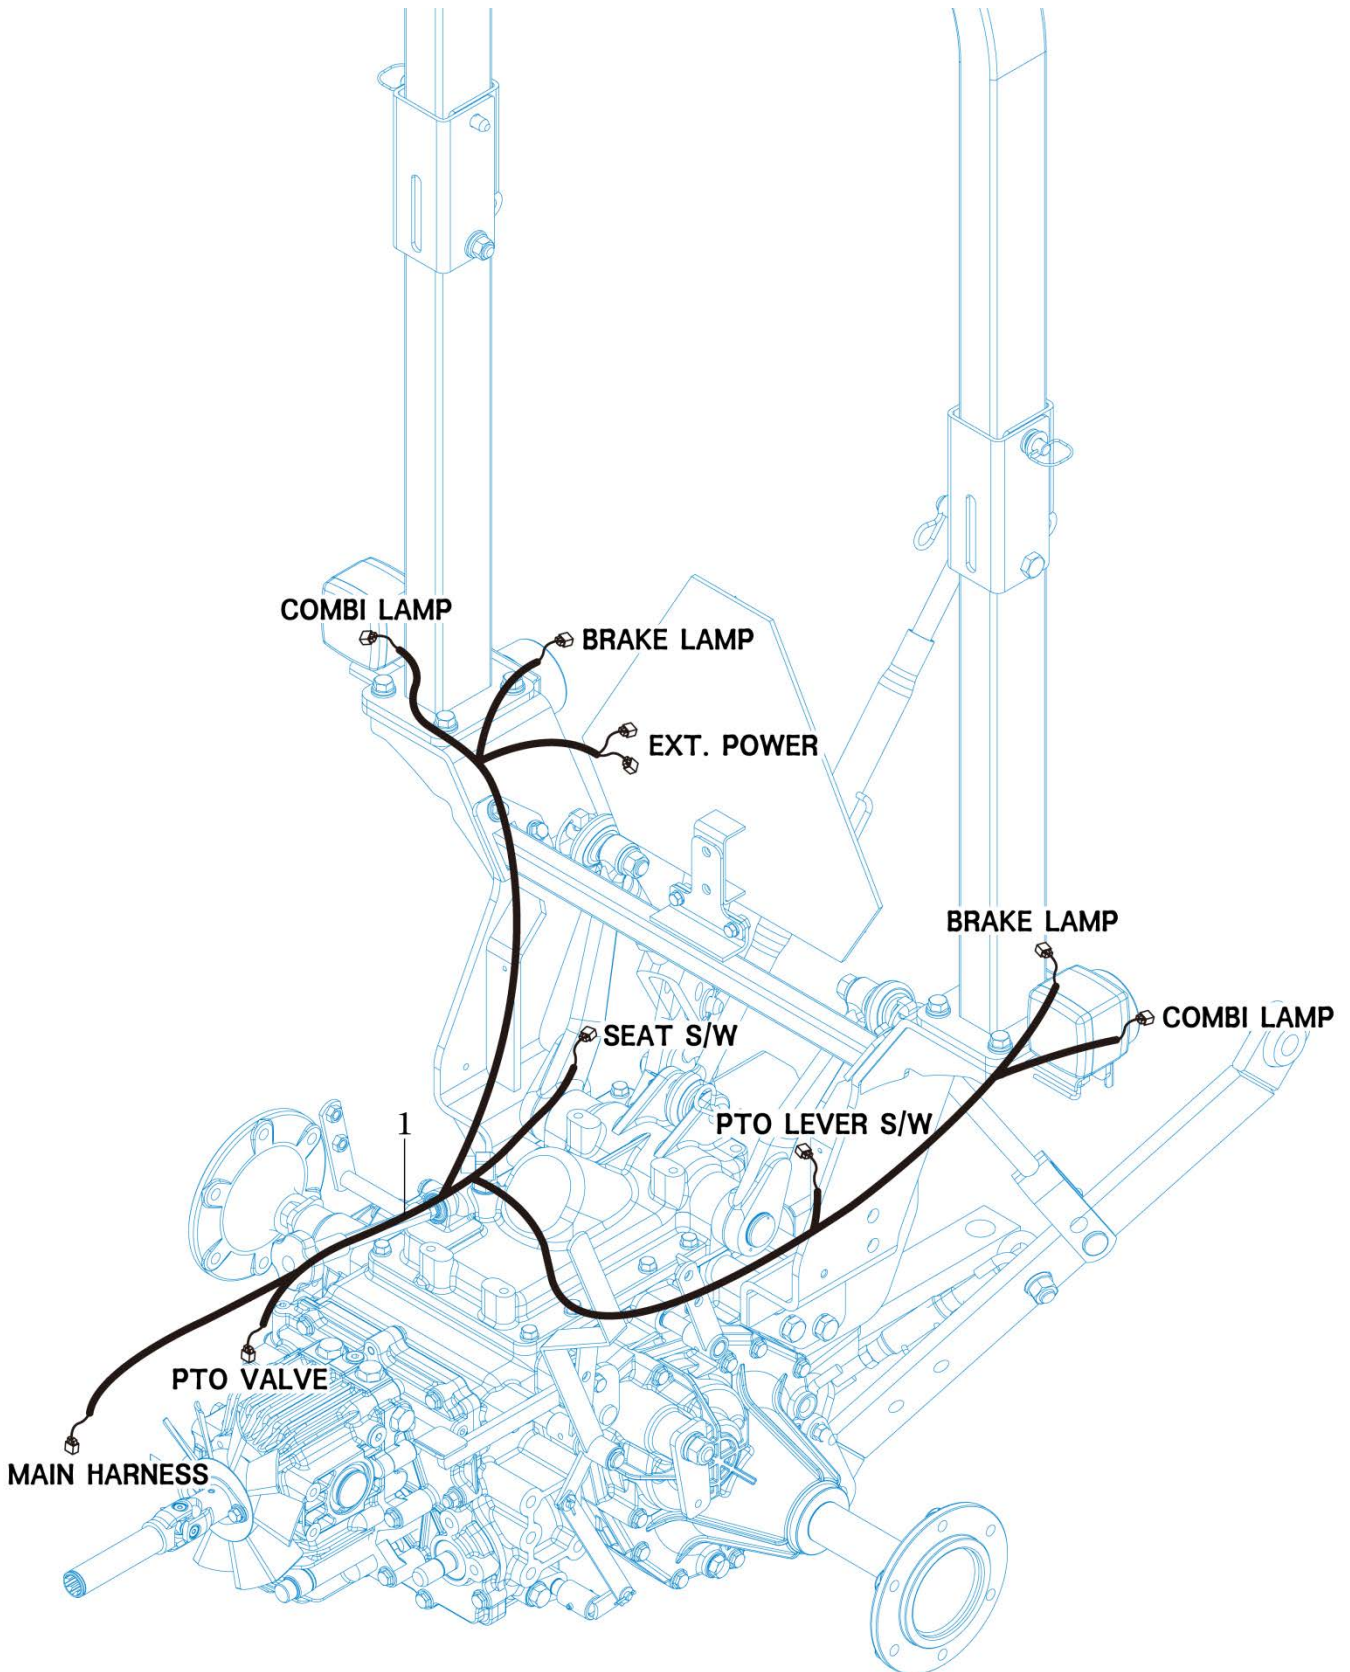 COMBI LAMP
BRAKE LAMP
EXT. POWER
BRAKE LAMP
COMBI LAMP
SEAT S/W
PTO LEVER S/W
1
PTO VALVE
MAIN HARNESS